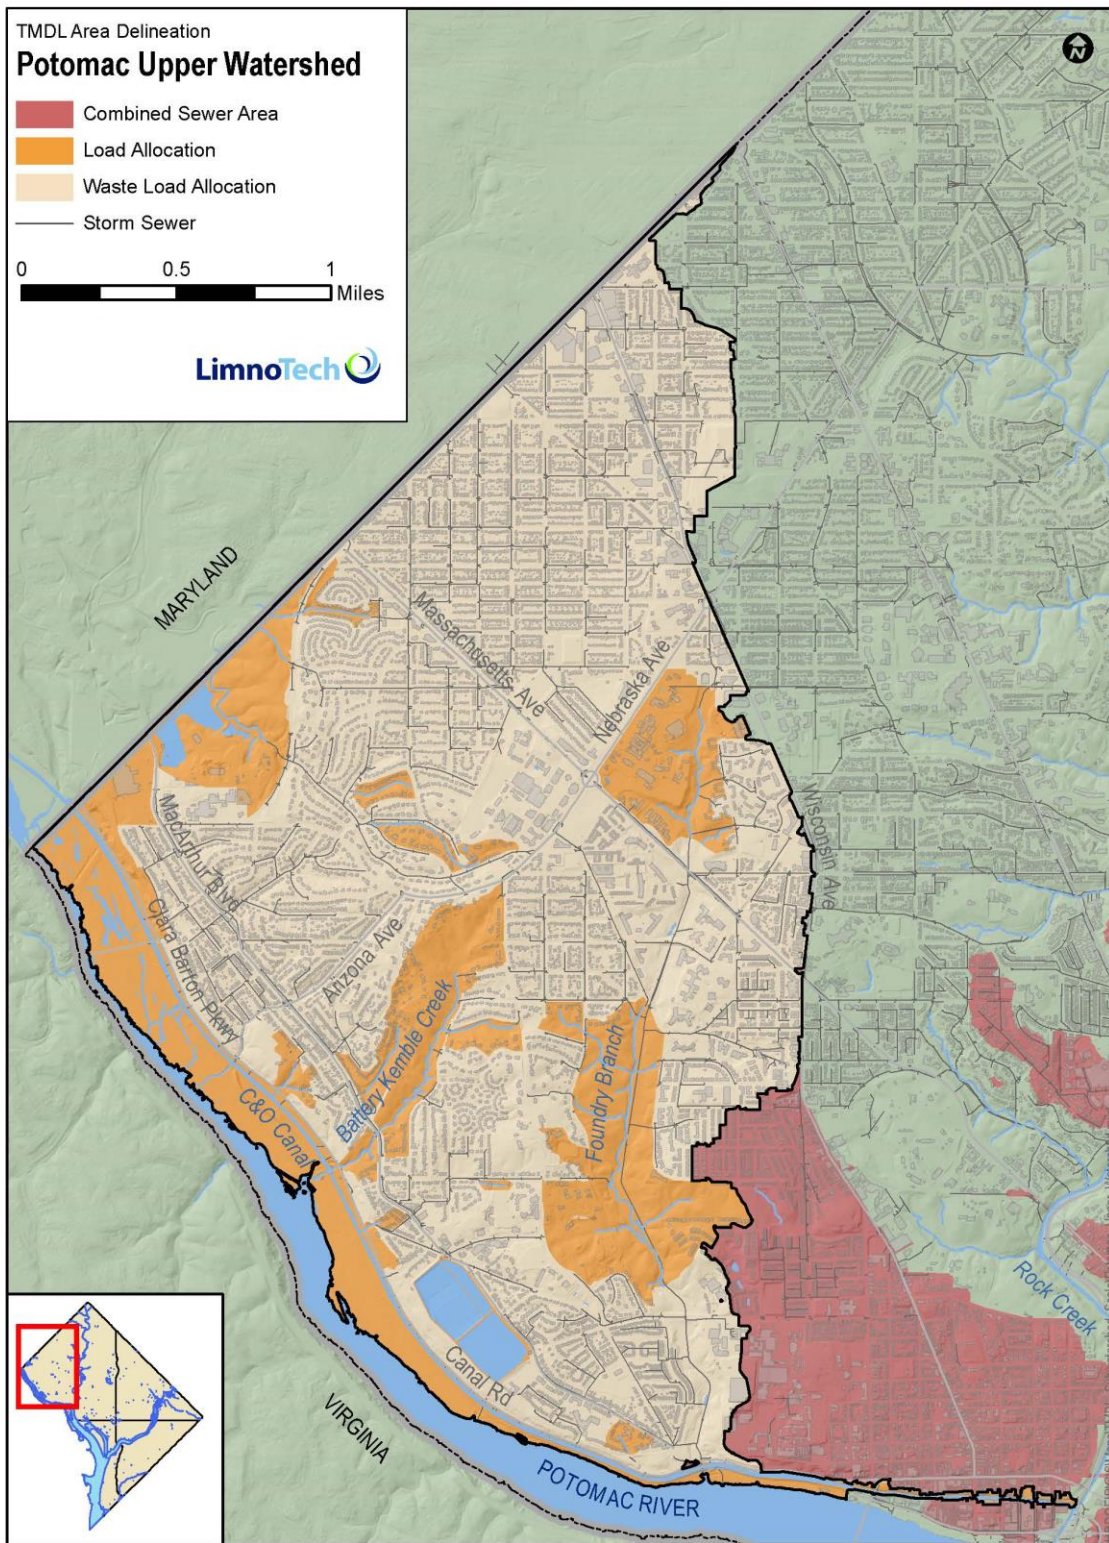 TMDL Area Delineation
Potomac Upper Watershed
Combined Sewer Area
Load Allocation
Waste Load Allocation
Storm Sewer
0 0.5 1
Miles
LimnoTech
N
MARYLAND
Massachusetts Ave
Nebraska Ave
Wisconsin Ave
MacArthur Blvd
Clara Barton Pkwy
Arizona Ave
Battery Kemble Creek
Foundry Branch
C&O Canal
Rock Creek
Canal Rd
VIRGINIA
POTOMAC RIVER